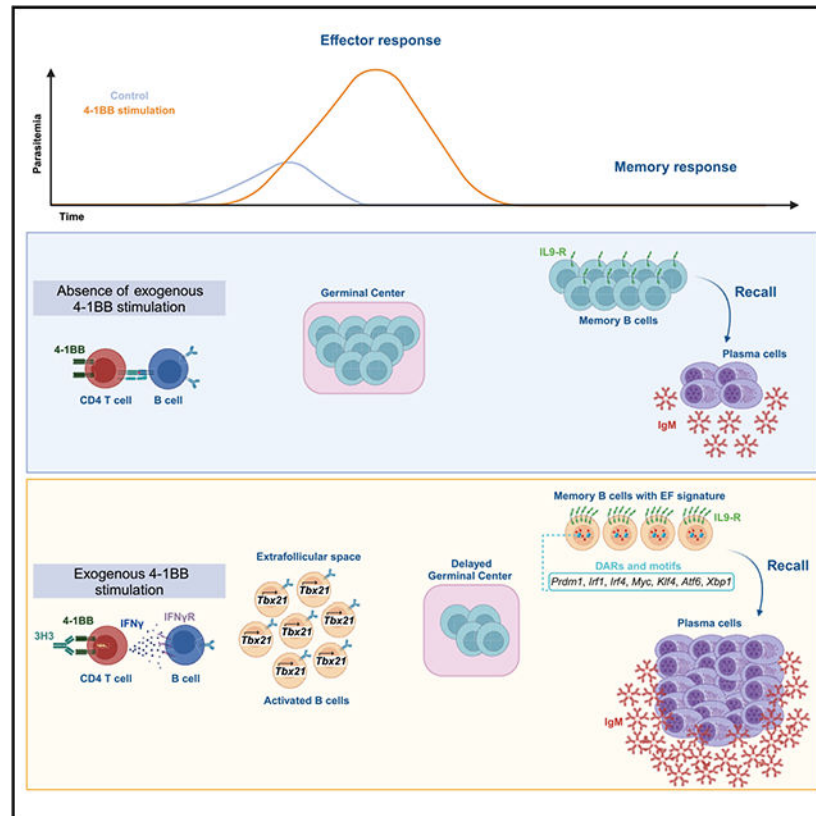 Effector response
Control
4-1BB stimulation
Parasitemia
Memory response
Time
Absence of exogenous
4-1BB stimulation
4-1BB
CD4 T cell
B cell
Germinal Center
IL9-R
Memory B cells
Recall
Plasma cells
IgM
Exogenous 4-1BB
stimulation
3H3
4-1BB
IFNγ
IFNγR
CD4 T cell
B cell
Extrafollicular space
Tbx21
Tbx21
Tbx21
Tbx21
Tbx21
Tbx21
Tbx21
Activated B cells
Delayed
Germinal Center
Memory B cells with EF signature
IL9-R
DARs and motifs
Prdm1, Irf1, Irf4, Myc, Klf4, Atf6, Xbp1
Recall
Plasma cells
IgM